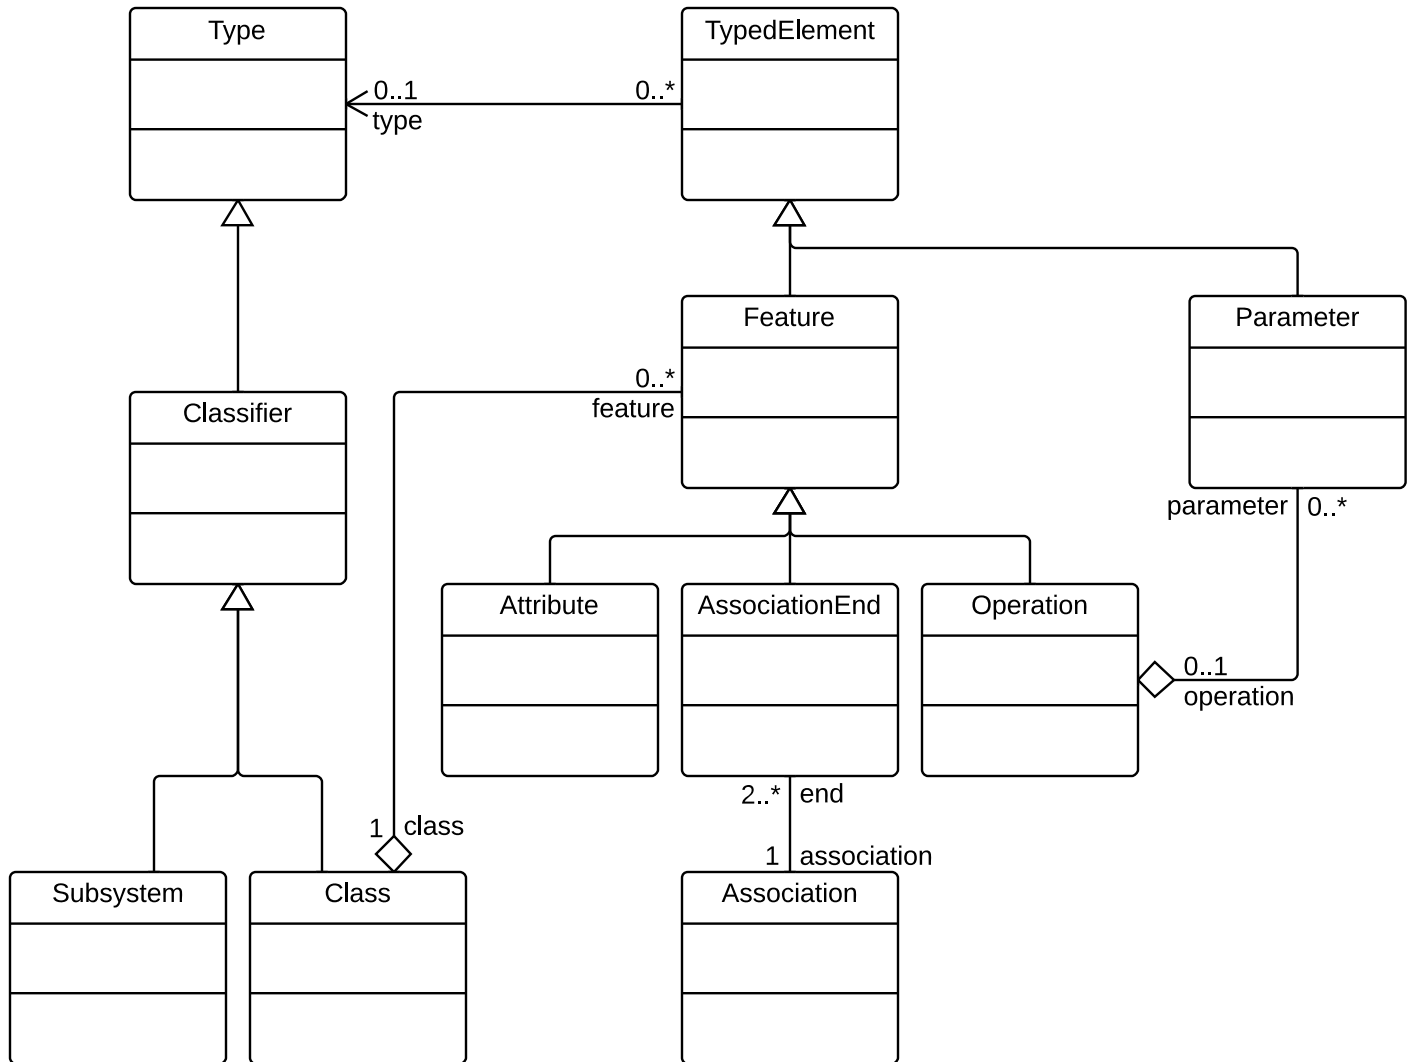 Type
TypedElement
0..1
0..*
type
Feature
Parameter
0..*
feature
Classifier
parameter
0..*
Attribute
AssociationEnd
Operation
0..1
operation
2..*
end
1
class
1
association
Subsystem
Class
Association